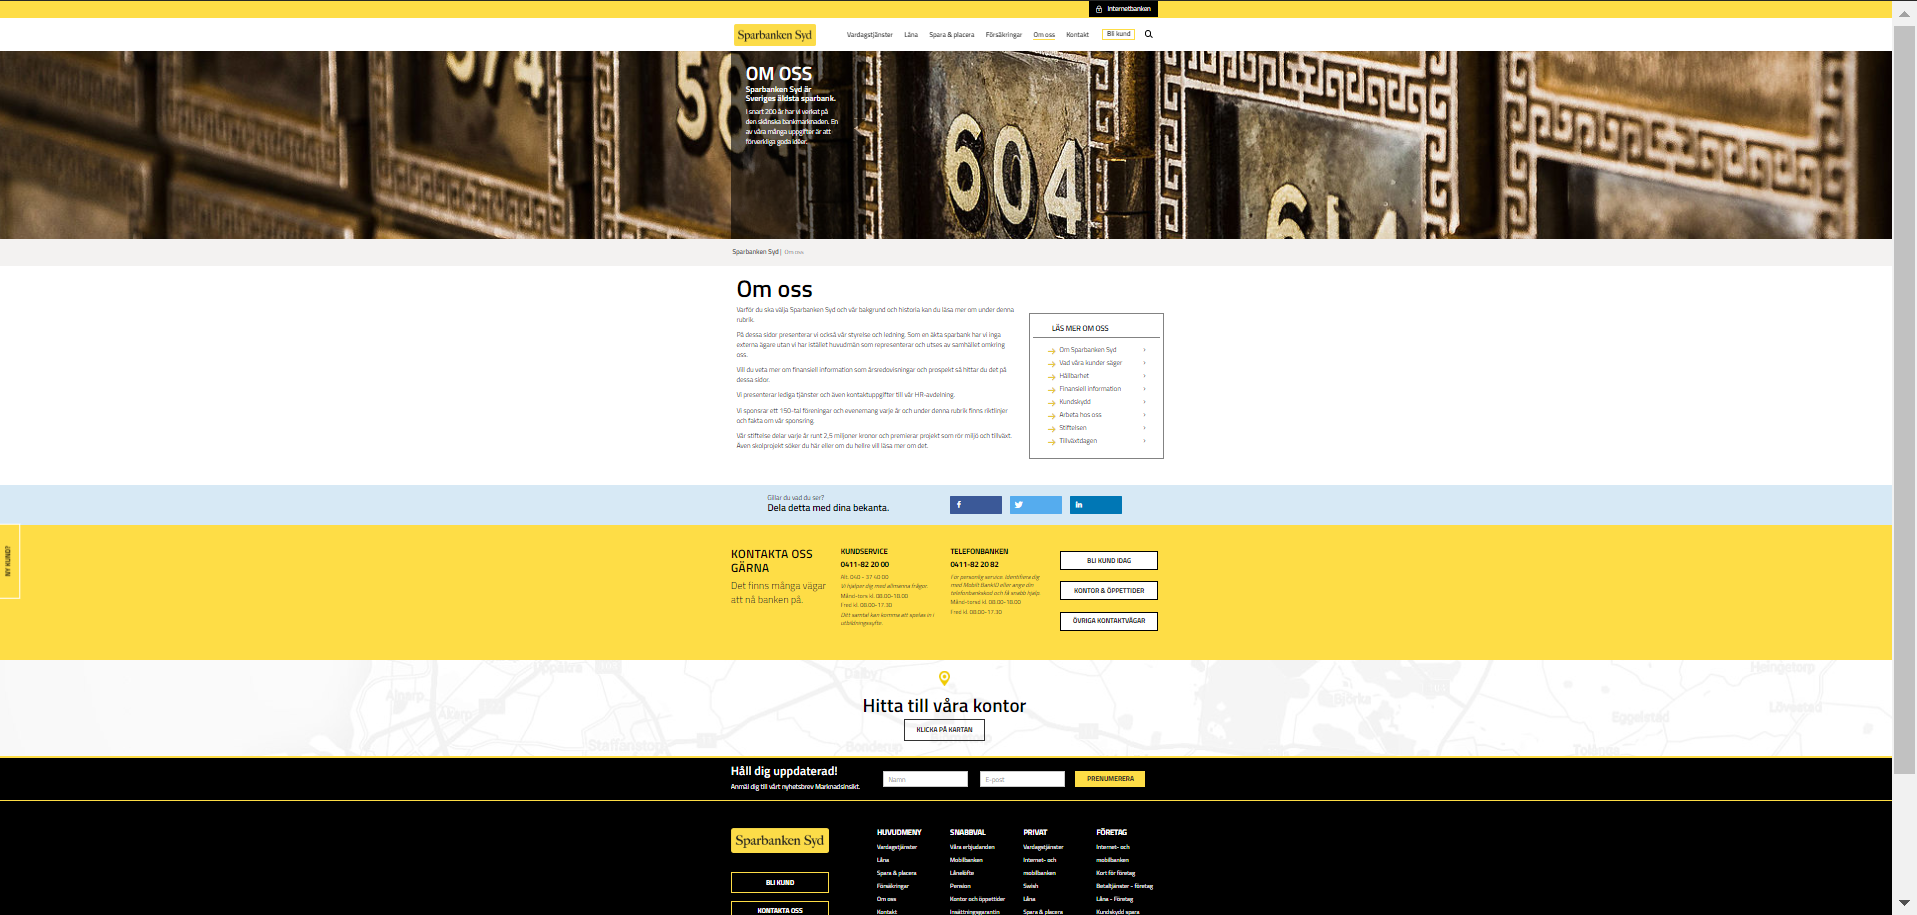 Internetbanken
Sparbanken Syd
Vardagstjänster Låna Spara & placera Försäkringar Om oss Kontakt Bli kund
574
58
604
614
OM OSS
Sparbanken Syd är
Sveriges äldsta sparbank.
I snart 200 år har vi verkat på
den skånska bankmarknaden. En
av våra många uppgifter är att
förverkliga goda idéer.
Sparbanken Syd | Om oss
Om oss
Varför du ska välja Sparbanken Syd och vår bakgrund och historia kan du läsa mer om under denna
rubrik.
På dessa sidor presenterar vi också vår styrelse och ledning. Som en äkta sparbank har vi inga
externa ägare utan vi har istället huvudmän som representerar och utses av samhället omkring
oss.
Vill du veta mer om finansiell information som årsredovisningar och prospekt så hittar du det på
dessa sidor.
Vi presenterar lediga tjänster och även kontaktuppgifter till vår HR-avdelning.
Vi sponsrar ett 150-tal föreningar och evenemang varje år och under denna rubrik finns riktlinjer
och fakta om vår sponsring.
Vår stiftelse delar varje år runt 2,5 miljoner kronor och premierar projekt som rör miljö och tillväxt.
Även skolprojekt söker du här eller om du hellre vill läsa mer om det.
LÄS MER OM OSS
Om Sparbanken Syd
Vad våra kunder säger
Hållbarhet
Finansiell information
Kundskydd
Arbeta hos oss
Stiftelsen
Tillväxtdagen
Gillar du vad du ser?
Dela detta med dina bekanta.
NY KUND?
KONTAKTA OSS
GÄRNA
Det finns många vägar
att nå banken på.
KUNDSERVICE
0411-82 20 00
Alt. 040 - 37 40 00
Vi hjälper dig med allmänna frågor.
Månd-tors kl. 08.00-18.00
Fred kl. 08.00-17.30
Ditt samtal kan komma att spelas in i
utbildningssyfte.
TELEFONBANKEN
0411-82 20 82
För personlig service. Identifiera dig
med Mobilt BankID eller ange din
telefonbankskod och få snabb hjälp.
Månd-torsd kl. 08.00-18.00
Fred kl. 08.00-17.30
BLI KUND IDAG
KONTOR & ÖPPETTIDER
ÖVRIGA KONTAKTVÄGAR
Uppåkra
Dalby
Heingetorp
Björka
Eggelstad
Lövestad
Staffanstorp
Sonderup
Tolånga
Hitta till våra kontor
KLICKA PÅ KARTAN
Håll dig uppdaterad!
Anmäl dig till vårt nyhetsbrev Marknadsinsikt.
Namn
E-post
PRENUMERERA
Sparbanken Syd
BLI KUND
KONTAKTA OSS
HUVUDMENY
Vardagstjänster
Låna
Spara & placera
Försäkringar
Om oss
Kontakt
SNABBVAL
Våra erbjudanden
Mobilbanken
Lånelöfte
Pension
Kontor och öppettider
Insättningsgarantin
PRIVAT
Vardagstjänster
Internet- och
mobilbanken
Swish
Låna
Spara & placera
FÖRETAG
Internet- och
mobilbanken
Kort för företag
Betaltjänster - företag
Låna - Företag
Kundskydd spara